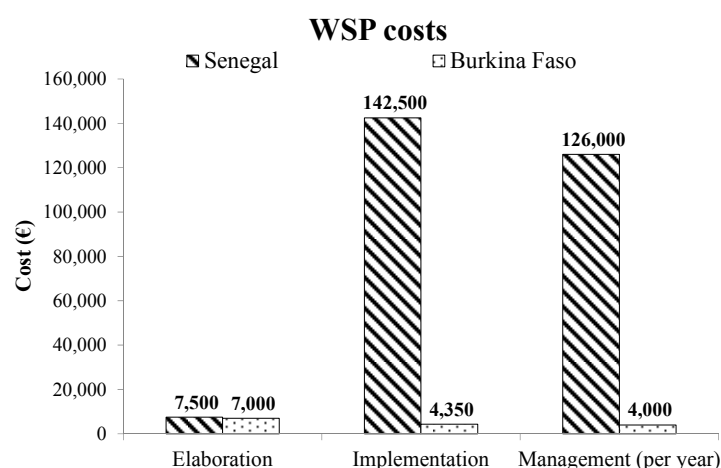 WSP costs
Senegal
Burkina Faso
160,000
140,000
120,000
100,000
80,000
60,000
40,000
20,000
0
Cost (€)
7,500
7,000
142,500
4,350
126,000
4,000
Elaboration
Implementation
Management (per year)